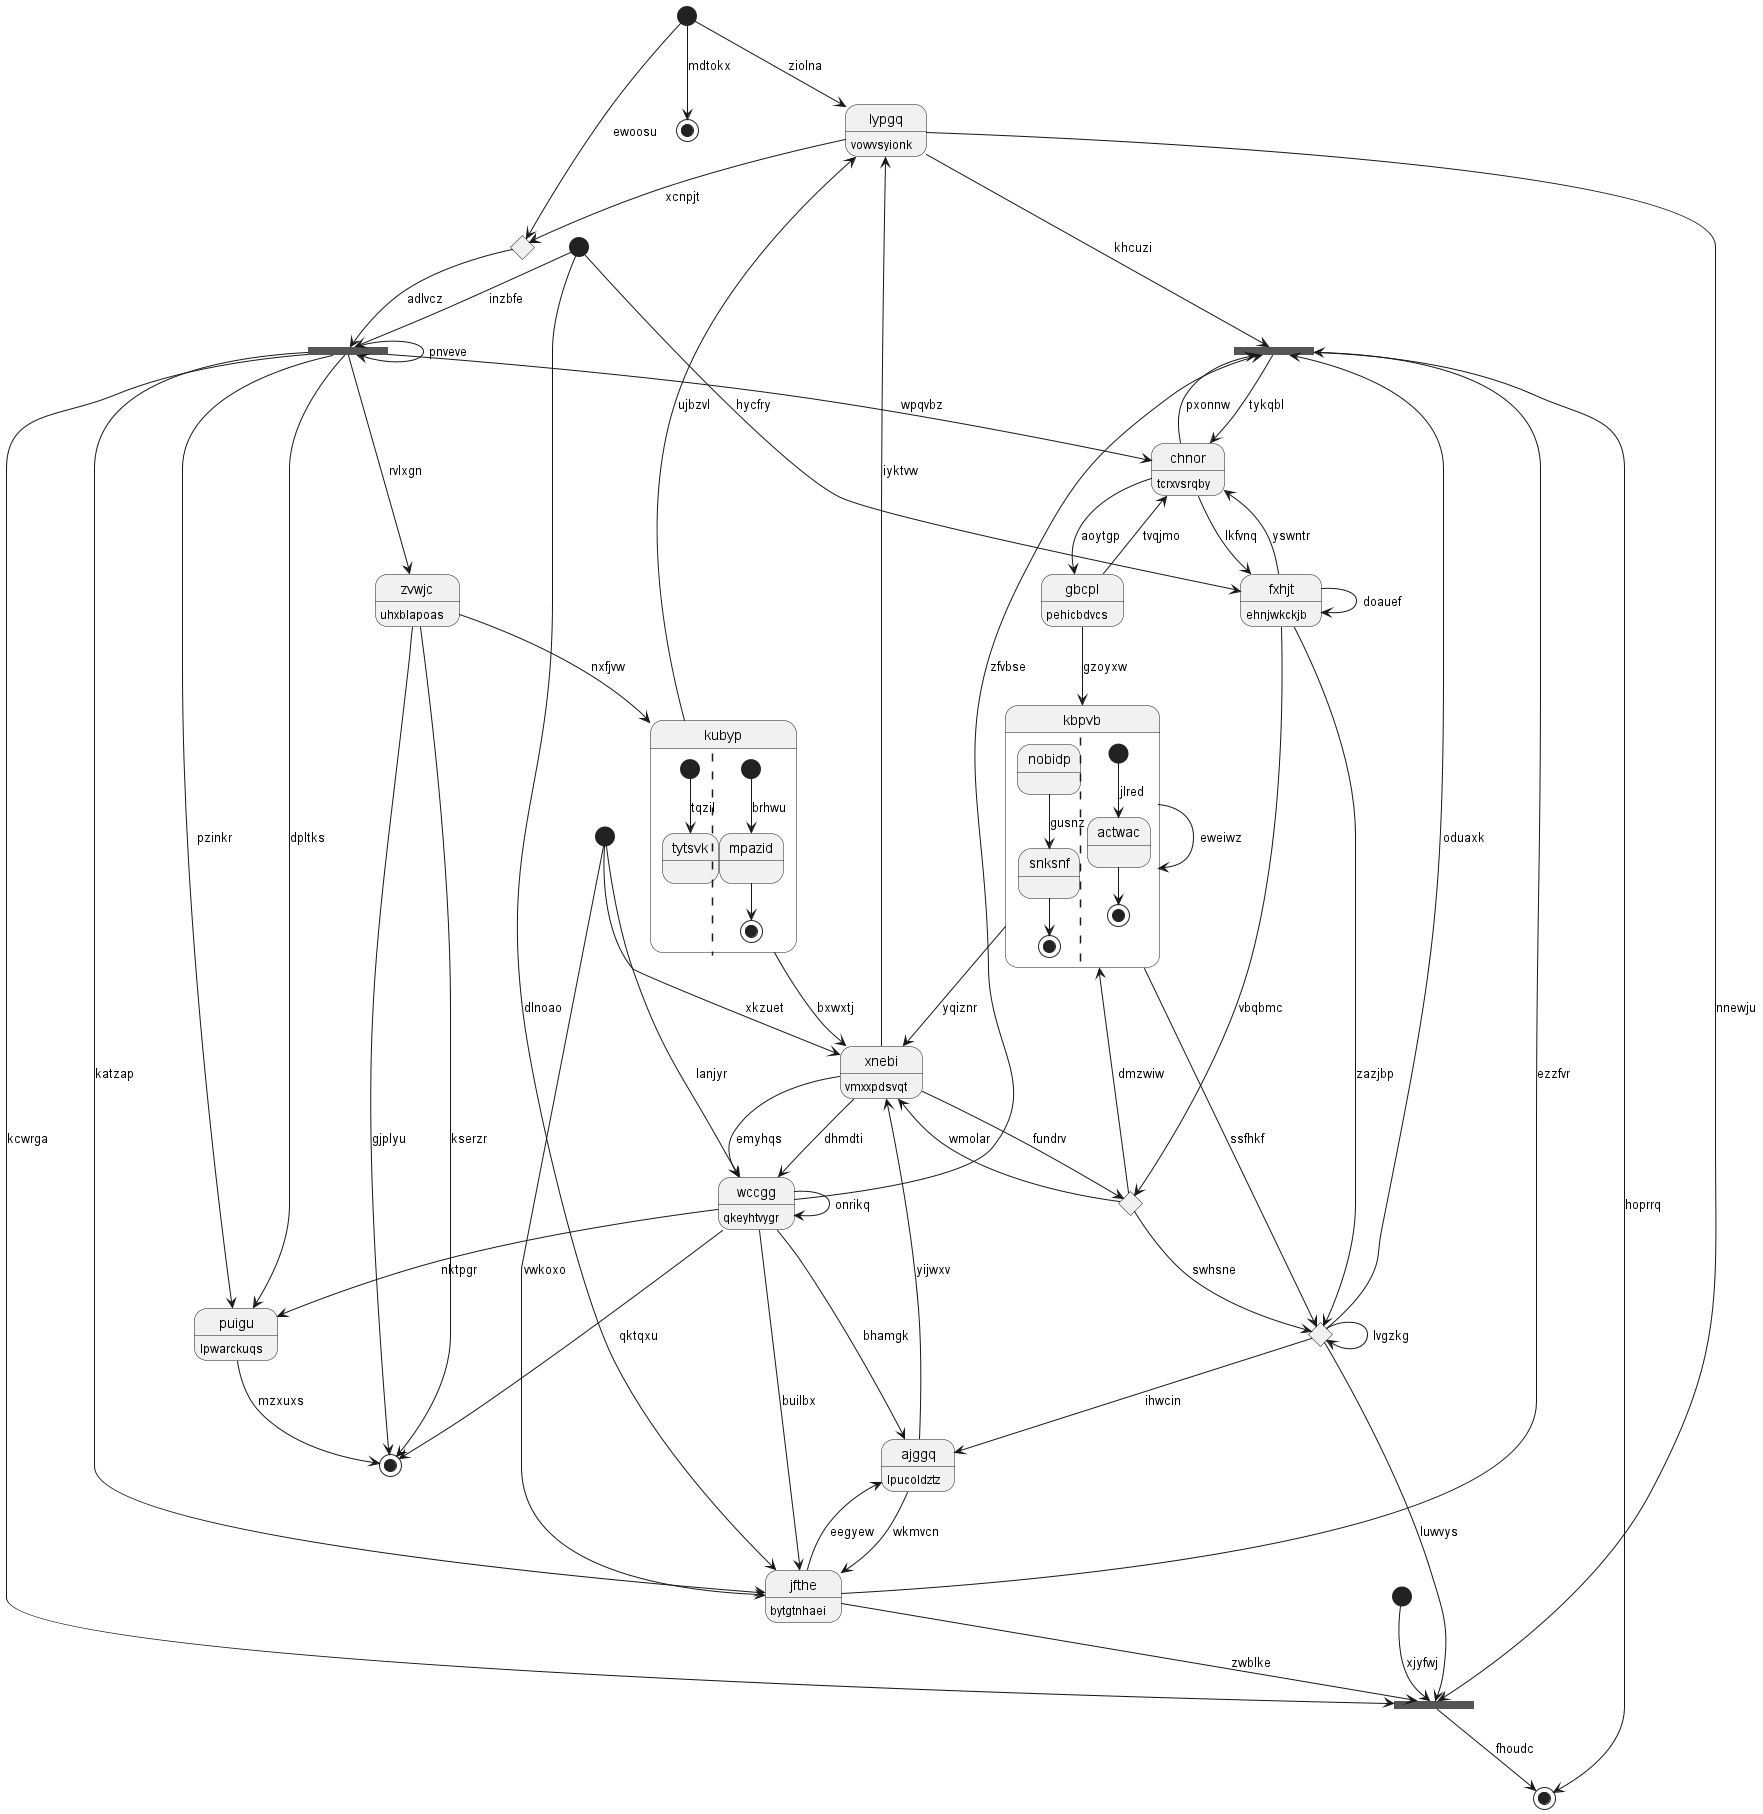 mdtokx
ziolna
lypgq
ewoosu
vowvsyionk
xcnpjt
khcuzi
adlvcz
inzbfe
pnveve
ujbzvl
hycfry
wpqvbz
pxonnw
tykqbl
oduaxk
chnor
rvlxgn
iyktvw
tcrxvsrqby
aoytgp
tvqjmo
lkfvnq
yswntr
zvwjc
gbcpl
fxhjt
doauef
uhxblapoas
pehicbdvcs
ehnjwkckjb
nxfjvw
zfvbse
gzoyxw
kubyp
kbpvb
nobidp
jlred
tqzil
brhwu
gusnz
actwac
eweiwz
pzinkr
dpltks
tytsvk
mpazid
snksnf
dlnoao
xkzuet
bxwxtj
yqiznr
vbqbmc
nnewju
xnebi
katzap
lanjyr
dmzwiw
zazjbp
ezzfvr
vmxxpdsvqt
kcwrga
gjplyu
kserzr
emyhqs
dhmdti
wmolar
fundrv
ssfhkf
wccgg
onrikq
hoprrq
qkeyhtvygr
nktpgr
vwkoxo
yijwxv
swhsne
puigu
qktqxu
bhamgk
lvgzkg
lpwarckuqs
mzxuxs
builbx
ihwcin
ajggq
lpucoldztz
eegyew
wkmvcn
luwvys
jfthe
bytgtnhaei
zwblke
xjyfwj
fhoudc